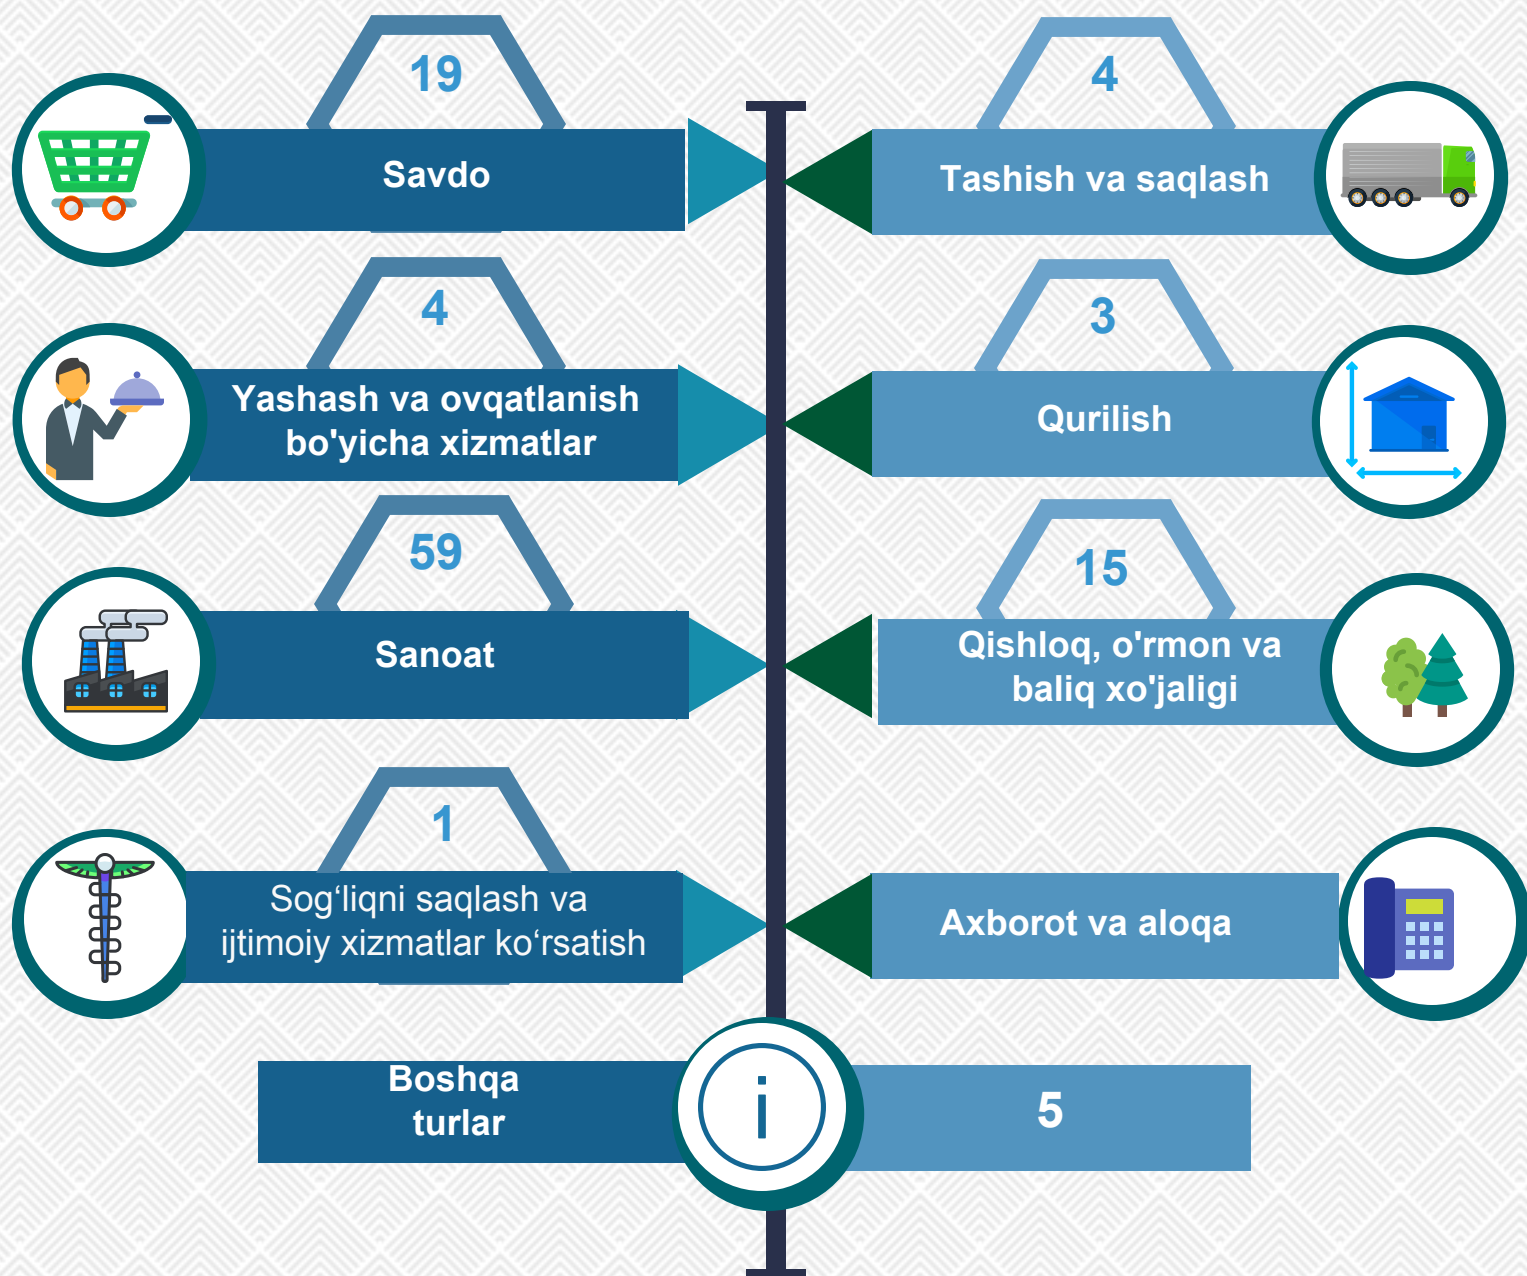 19
Savdo
4
Tashish va saqlash
4
Yashash va ovqatlanish
bo'yicha xizmatlar
3
Qurilish
59
Sanoat
15
Qishloq, o'rmon va
baliq xo'jaligi
1
Sog‘liqni saqlash va
ijtimoiy xizmatlar ko‘rsatish
Axborot va aloqa
Boshqa
turlar
i
5